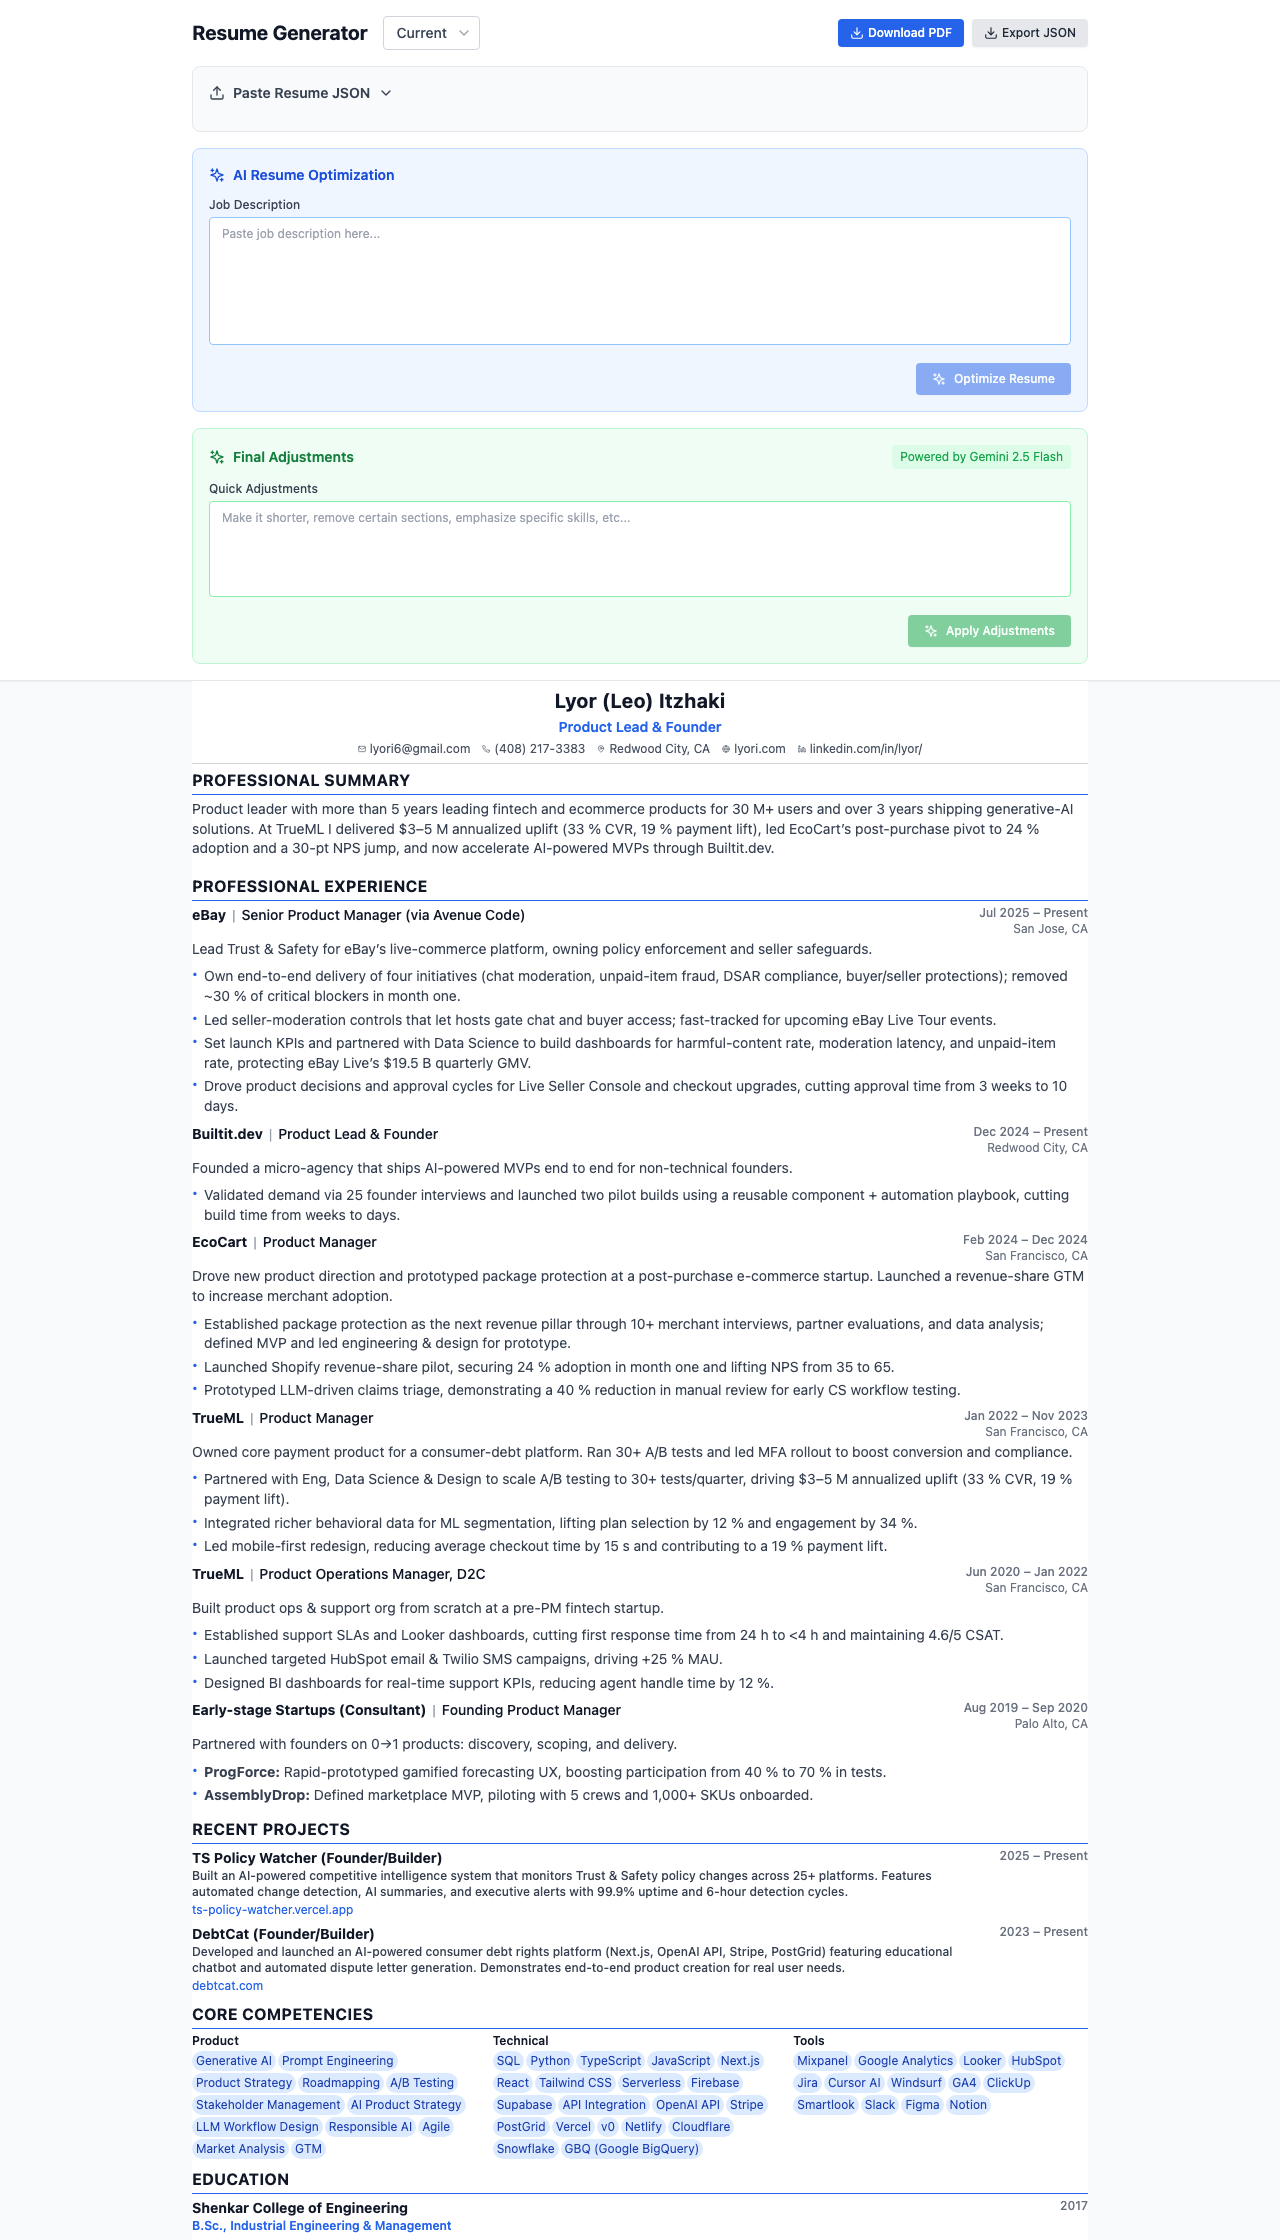 Resume Generator
Current
Download PDF
Export JSON
Paste Resume JSON
AI Resume Optimization
Job Description
Paste job description here...
Optimize Resume
Final Adjustments
Powered by Gemini 2.5 Flash
Quick Adjustments
Make it shorter, remove certain sections, emphasize specific skills, etc...
Apply Adjustments
Lyor (Leo) Itzhaki
Product Lead & Founder
lyori6@gmail.com (408) 217-3383 Redwood City, CA lyori.com linkedin.com/in/lyor/
PROFESSIONAL SUMMARY
Product leader with more than 5 years leading fintech and ecommerce products for 30 M+ users and over 3 years shipping generative-AI
solutions. At TrueML I delivered $3–5 M annualized uplift (33 % CVR, 19 % payment lift), led EcoCart’s post-purchase pivot to 24 %
adoption and a 30-pt NPS jump, and now accelerate AI-powered MVPs through Builtit.dev.
PROFESSIONAL EXPERIENCE
eBay | Senior Product Manager (via Avenue Code)
Jul 2025 – Present
San Jose, CA
Lead Trust & Safety for eBay’s live-commerce platform, owning policy enforcement and seller safeguards.
• Own end-to-end delivery of four initiatives (chat moderation, unpaid-item fraud, DSAR compliance, buyer/seller protections); removed
~30 % of critical blockers in month one.
• Led seller-moderation controls that let hosts gate chat and buyer access; fast-tracked for upcoming eBay Live Tour events.
• Set launch KPIs and partnered with Data Science to build dashboards for harmful-content rate, moderation latency, and unpaid-item
rate, protecting eBay Live’s $19.5 B quarterly GMV.
• Drove product decisions and approval cycles for Live Seller Console and checkout upgrades, cutting approval time from 3 weeks to 10
days.
Builtit.dev | Product Lead & Founder
Dec 2024 – Present
Redwood City, CA
Founded a micro-agency that ships AI-powered MVPs end to end for non-technical founders.
• Validated demand via 25 founder interviews and launched two pilot builds using a reusable component + automation playbook, cutting
build time from weeks to days.
EcoCart | Product Manager
Feb 2024 – Dec 2024
San Francisco, CA
Drove new product direction and prototyped package protection at a post-purchase e-commerce startup. Launched a revenue-share GTM
to increase merchant adoption.
• Established package protection as the next revenue pillar through 10+ merchant interviews, partner evaluations, and data analysis;
defined MVP and led engineering & design for prototype.
• Launched Shopify revenue-share pilot, securing 24 % adoption in month one and lifting NPS from 35 to 65.
• Prototyped LLM-driven claims triage, demonstrating a 40 % reduction in manual review for early CS workflow testing.
TrueML | Product Manager
Jan 2022 – Nov 2023
San Francisco, CA
Owned core payment product for a consumer-debt platform. Ran 30+ A/B tests and led MFA rollout to boost conversion and compliance.
• Partnered with Eng, Data Science & Design to scale A/B testing to 30+ tests/quarter, driving $3–5 M annualized uplift (33 % CVR, 19 %
payment lift).
• Integrated richer behavioral data for ML segmentation, lifting plan selection by 12 % and engagement by 34 %.
• Led mobile-first redesign, reducing average checkout time by 15 s and contributing to a 19 % payment lift.
TrueML | Product Operations Manager, D2C
Jun 2020 – Jan 2022
San Francisco, CA
Built product ops & support org from scratch at a pre-PM fintech startup.
• Established support SLAs and Looker dashboards, cutting first response time from 24 h to <4 h and maintaining 4.6/5 CSAT.
• Launched targeted HubSpot email & Twilio SMS campaigns, driving +25 % MAU.
• Designed BI dashboards for real-time support KPIs, reducing agent handle time by 12 %.
Early-stage Startups (Consultant) | Founding Product Manager
Aug 2019 – Sep 2020
Palo Alto, CA
Partnered with founders on 0→1 products: discovery, scoping, and delivery.
• ProgForce: Rapid-prototyped gamified forecasting UX, boosting participation from 40 % to 70 % in tests.
• AssemblyDrop: Defined marketplace MVP, piloting with 5 crews and 1,000+ SKUs onboarded.
RECENT PROJECTS
TS Policy Watcher (Founder/Builder)
2025 – Present
Built an AI-powered competitive intelligence system that monitors Trust & Safety policy changes across 25+ platforms. Features
automated change detection, AI summaries, and executive alerts with 99.9% uptime and 6-hour detection cycles.
ts-policy-watcher.vercel.app
DebtCat (Founder/Builder)
2023 – Present
Developed and launched an AI-powered consumer debt rights platform (Next.js, OpenAI API, Stripe, PostGrid) featuring educational
chatbot and automated dispute letter generation. Demonstrates end-to-end product creation for real user needs.
debtcat.com
CORE COMPETENCIES
Product
Generative AI Prompt Engineering
Product Strategy Roadmapping A/B Testing
Stakeholder Management AI Product Strategy
LLM Workflow Design Responsible AI Agile
Market Analysis GTM
Technical
SQL Python TypeScript JavaScript Next.js
React Tailwind CSS Serverless Firebase
Supabase API Integration OpenAI API Stripe
PostGrid Vercel v0 Netlify Cloudflare
Snowflake GBQ (Google BigQuery)
Tools
Mixpanel Google Analytics Looker HubSpot
Jira Cursor AI Windsurf GA4 ClickUp
Smartlook Slack Figma Notion
EDUCATION
Shenkar College of Engineering
2017
B.Sc., Industrial Engineering & Management